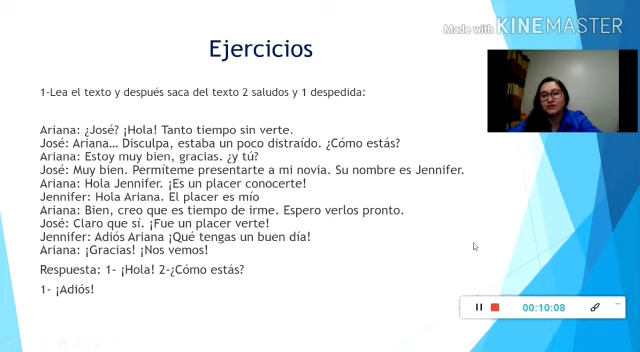 Made with KINEMASTER
Ejercicios
1-Lea el texto y después saca del texto 2 saludos y 1 despedida:
Ariana: ¿José? ¡Hola! Tanto tiempo sin verte.
José: Ariana… Disculpa, estaba un poco distraído. ¿Cómo estás?
Ariana: Estoy muy bien, gracias. ¿y tú?
José: Muy bien. Permíteme presentarte a mi novia. Su nombre es Jennifer.
Ariana: Hola Jennifer. ¡Es un placer conocerte!
Jennifer: Hola Ariana. El placer es mío
Ariana: Bien, creo que es tiempo de irme. Espero verlos pronto.
José: Claro que sí. ¡Fue un placer verte!
Jennifer: Adiós Ariana ¡Qué tengas un buen día!
Ariana: ¡Gracias! ¡Nos vemos!
Respuesta: 1- ¡Hola! 2-¿Cómo estás?
1- ¡Adiós!
00:10:08